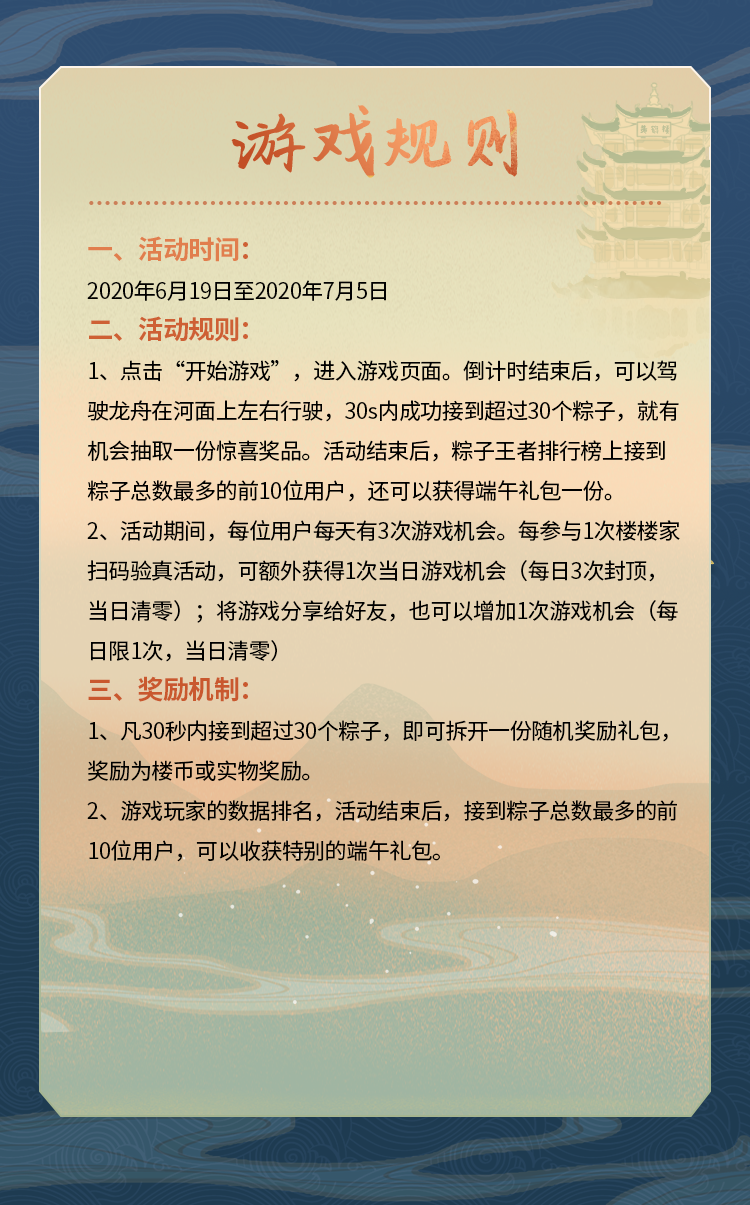 游戏规则
一、活动时间：
2020年6月19日至2020年7月5日
二、活动规则：
1、点击“开始游戏”，进入游戏页面。倒计时结束后，可以驾
驶龙舟在河面上左右行驶，30s内成功接到超过30个粽子，就有
机会抽取一份惊喜奖品。活动结束后，粽子王者排行榜上接到
粽子总数最多的前10位用户，还可以获得端午礼包一份。
2、活动期间，每位用户每天有3次游戏机会。每参与1次楼楼家
扫码验真活动，可额外获得1次当日游戏机会（每日3次封顶，
当日清零）；将游戏分享给好友，也可以增加1次游戏机会（每
日限1次，当日清零）
三、奖励机制：
1、凡30秒内接到超过30个粽子，即可拆开一份随机奖励礼包，
奖励为楼币或实物奖励。
2、游戏玩家的数据排名，活动结束后，接到粽子总数最多的前
10位用户，可以收获特别的端午礼包。